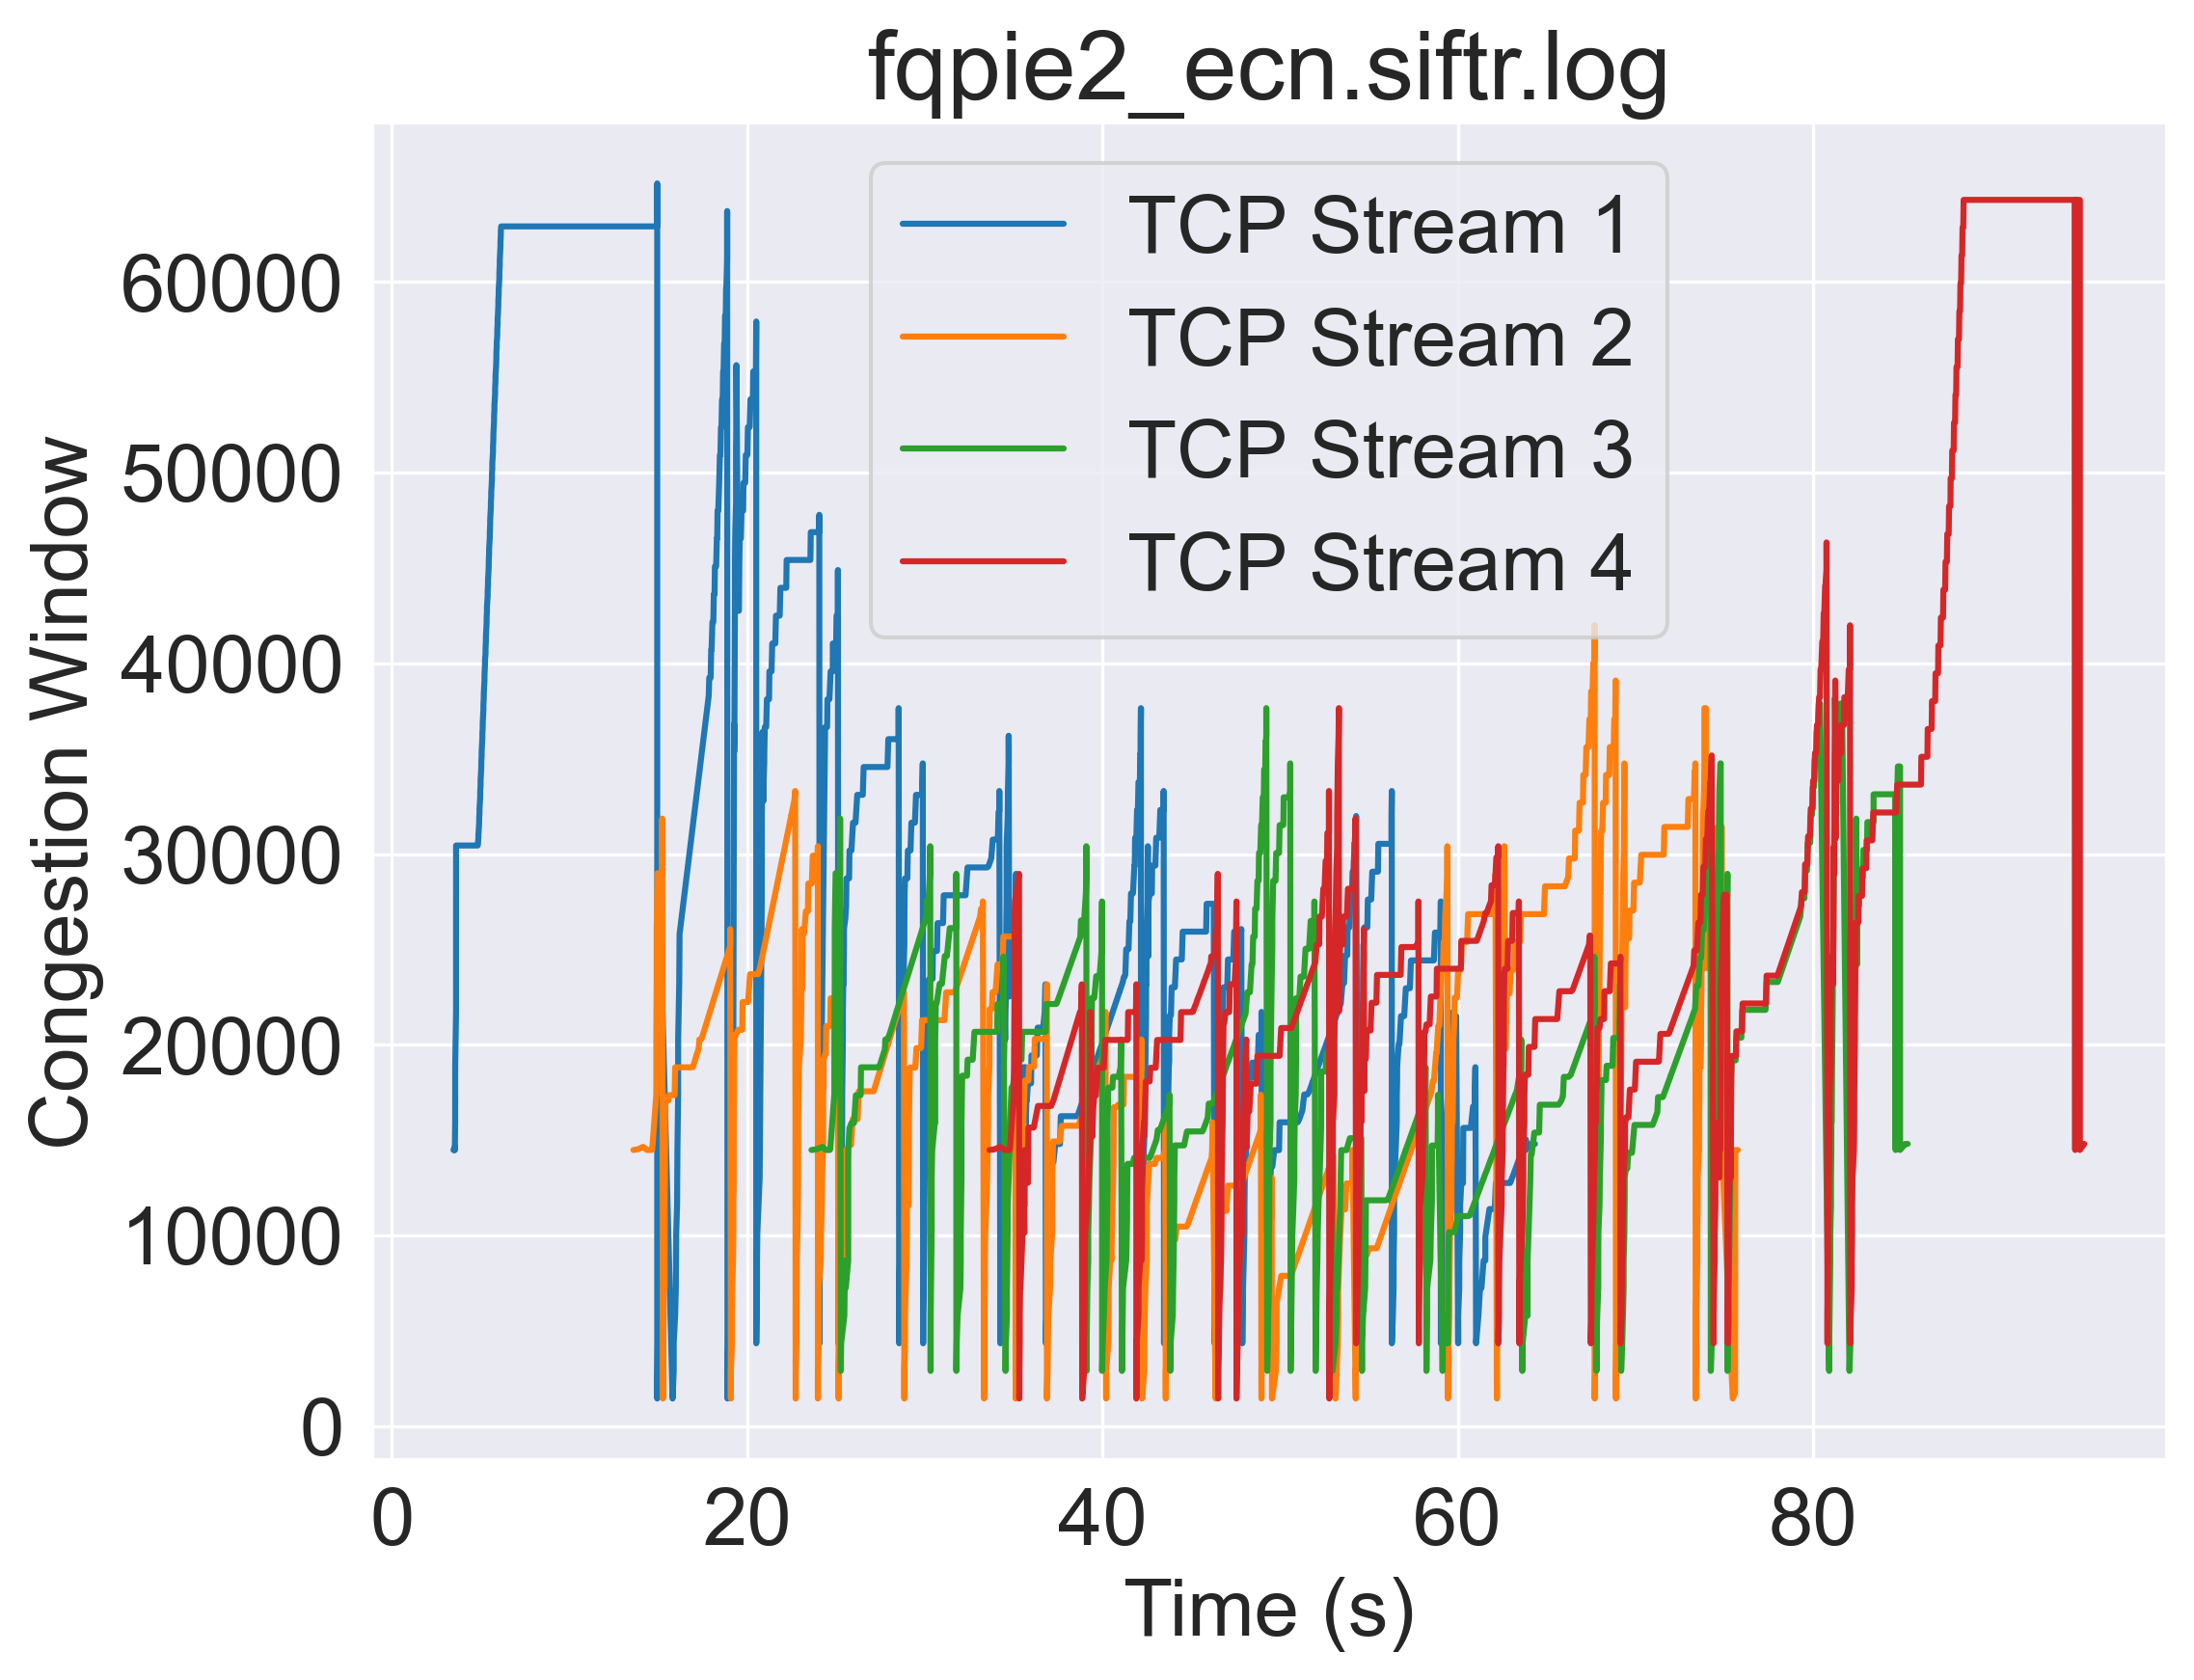 fqpie2_ecn.siftr.log
TCP Stream 1
TCP Stream 2
TCP Stream 3
TCP Stream 4
Congestion Window
60000
50000
40000
30000
20000
10000
0
0 20 40 60 80
Time (s)